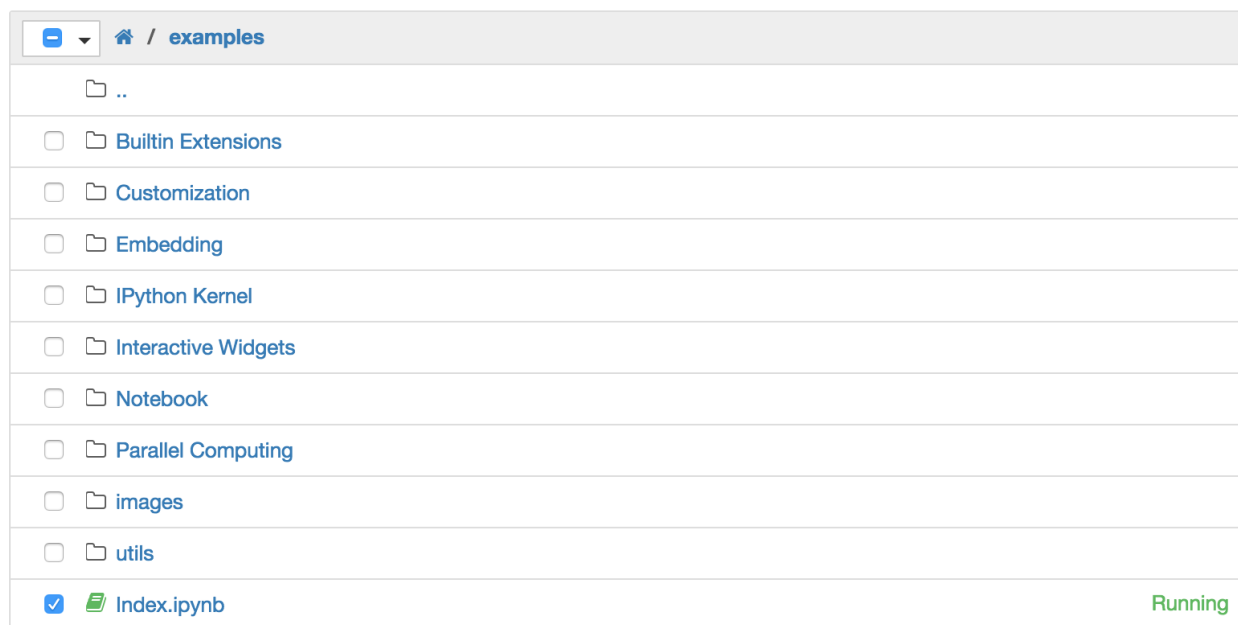 / examples
..
Builtin Extensions
Customization
Embedding
IPython Kernel
Interactive Widgets
Notebook
Parallel Computing
images
utils
Index.ipynb Running